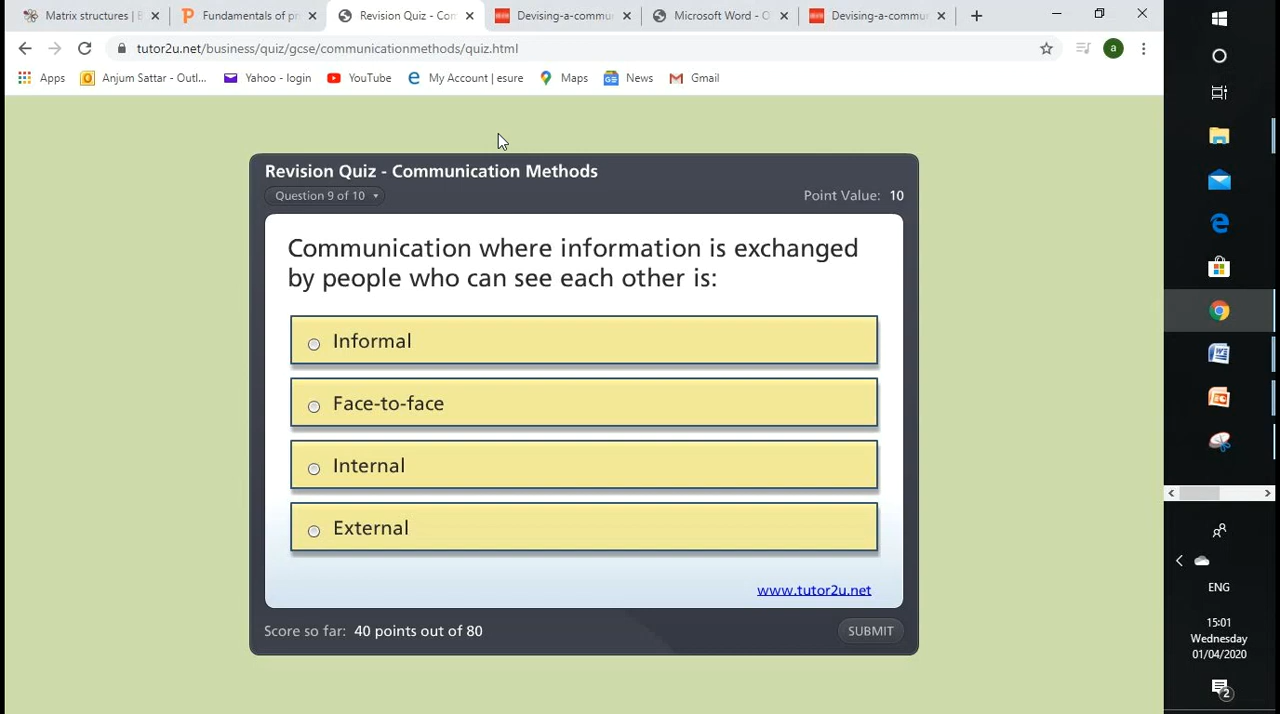 Matrix structures | B
Fundamentals of pr
Revision Quiz - Com
Devising-a-commu
Microsoft Word - O
Devising-a-commu
tutor2u.net/business/quiz/gcse/communicationmethods/quiz.html
a
Apps
Anjum Sattar - Outl...
Yahoo - login
YouTube
My Account | esure
Maps
News
Gmail
Revision Quiz - Communication Methods
Question 9 of 10
Point Value: 10
Communication where information is exchanged
by people who can see each other is:
Informal
Face-to-face
Internal
External
www.tutor2u.net
Score so far: 40 points out of 80
SUBMIT
ENG
15:01
Wednesday
01/04/2020
2